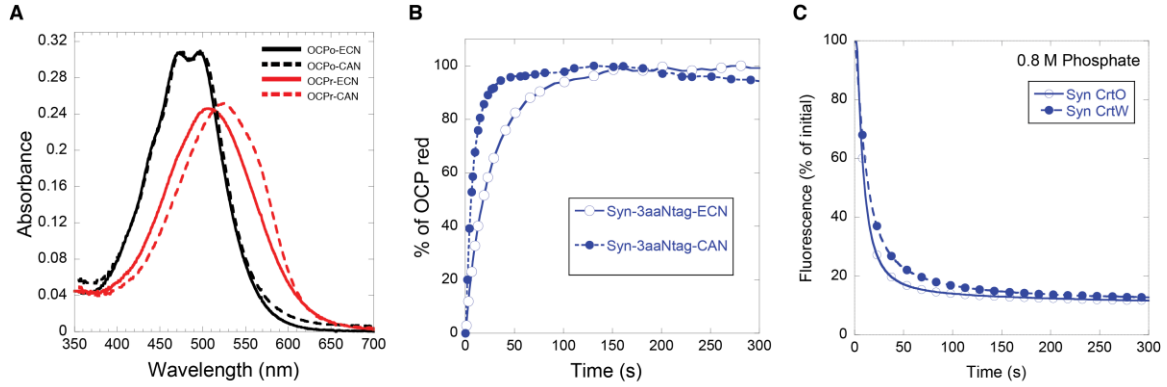 A
Absorbance
0.32
0.28
0.24
0.2
0.16
0.12
0.08
0.04
0
350 400 450 500 550 600 650 700
Wavelength (nm)
OCPo-ECN
OCPo-CAN
OCPr-ECN
OCPr-CAN
B
% of OCP red
100
80
60
40
20
0
0 50 100 150 200 250 300
Time (s)
Syn-3aaNtag-ECN
Syn-3aaNtag-CAN
C
Fluorescence (% of initial)
100
80
60
40
20
0
0 50 100 150 200 250 300
Time (s)
0.8 M Phosphate
Syn CrtO
Syn CrtW